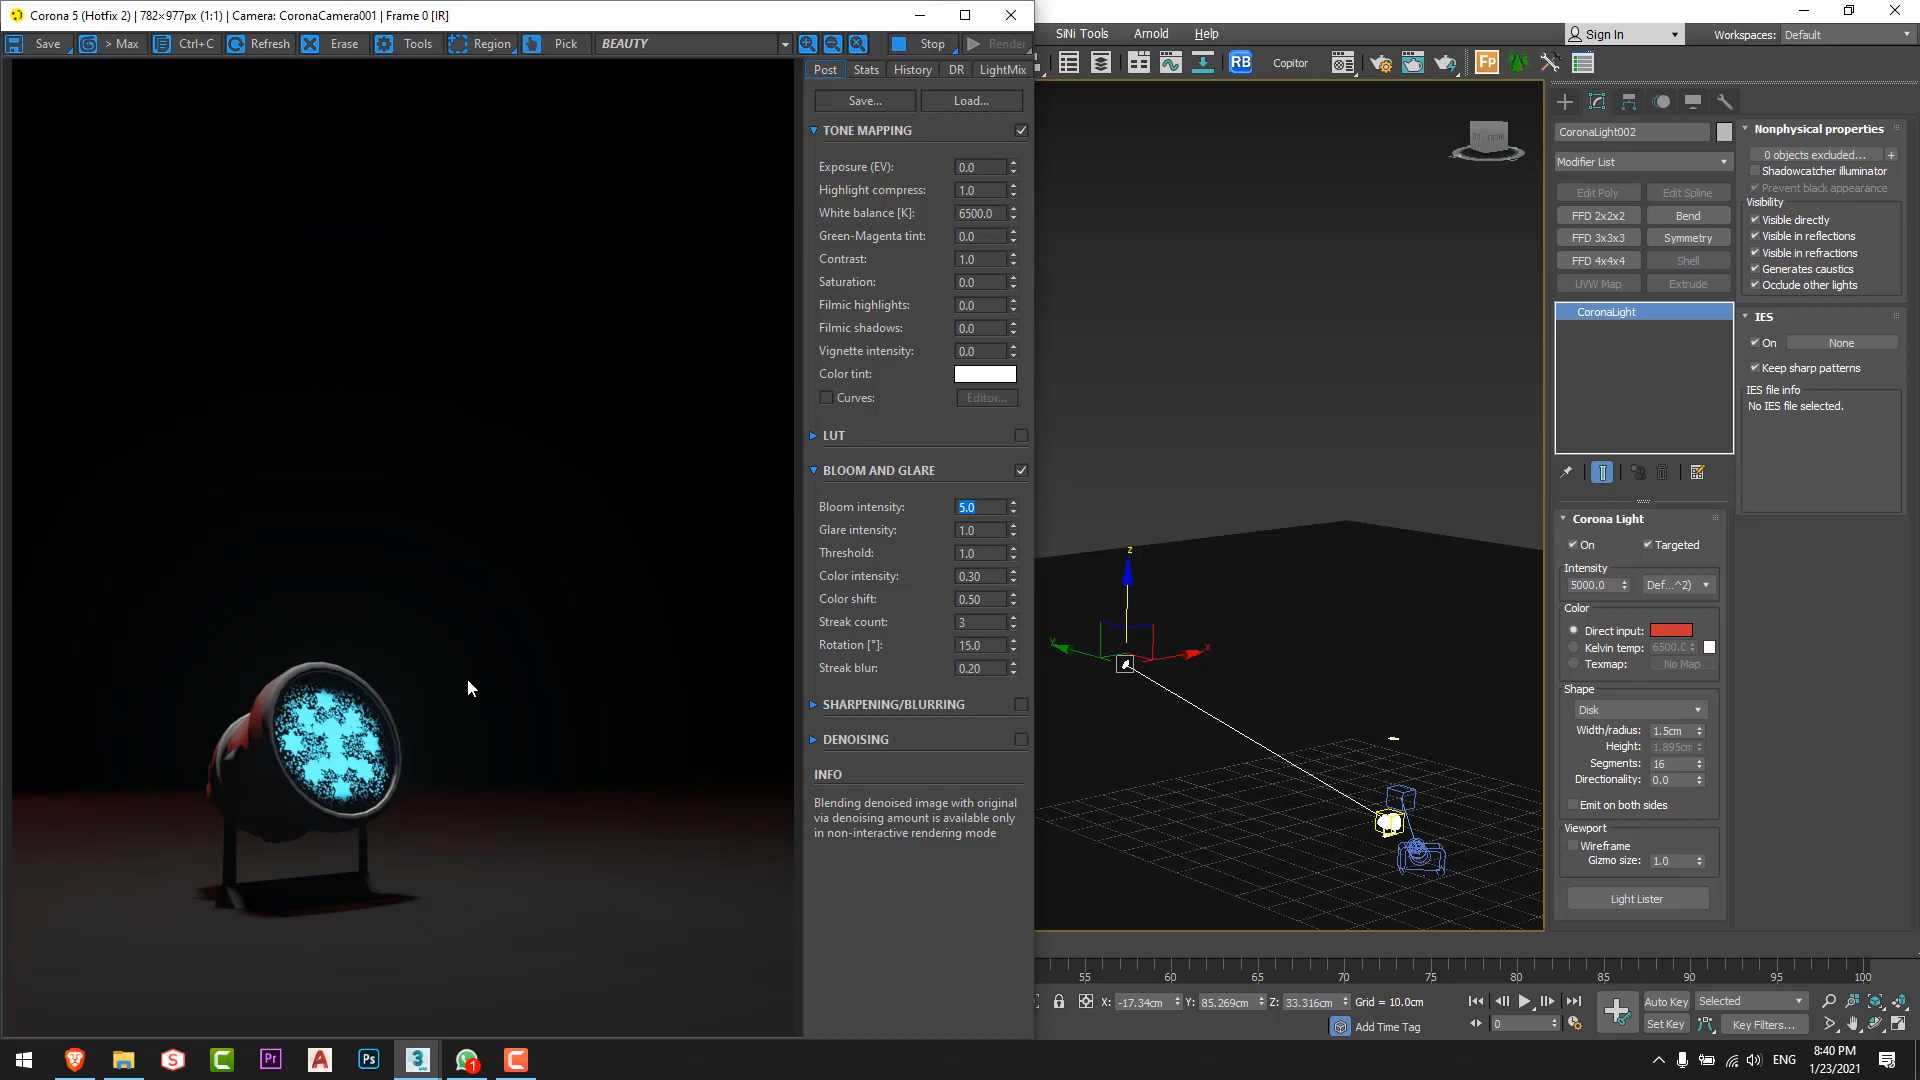 Corona 5 (Hotfix 2) | 782×977px (1:1) | Camera: CoronaCamera001 | Frame 0 [IR]
Save > Max Ctrl+C Refresh Erase Tools Region Pick BEAUTY Stop Render
Post Stats History DR LightMix
Save... Load...
TONE MAPPING
Exposure (EV): 0.0
Highlight compress: 1.0
White balance [K]: 6500.0
Green-Magenta tint: 0.0
Contrast: 1.0
Saturation: 0.0
Filmic highlights: 0.0
Filmic shadows: 0.0
Vignette intensity: 0.0
Color tint:
Curves: Editor...
LUT
BLOOM AND GLARE
Bloom intensity: 5.0
Glare intensity: 1.0
Threshold: 1.0
Color intensity: 0.30
Color shift: 0.50
Streak count: 3
Rotation [°]: 15.0
Streak blur: 0.20
SHARPENING/BLURRING
DENOISING
INFO
Blending denoised image with original
via denoising amount is available only
in non-interactive rendering mode
SiNi Tools Arnold Help
Sign In Workspaces: Default
RB Copitor Fp
FRONT
z
y x
CoronaLight002
Modifier List
Edit Poly Edit Spline
FFD 2x2x2 Bend
FFD 3x3x3 Symmetry
FFD 4x4x4 Shell
UVW Map Extrude
CoronaLight
Corona Light
On Targeted
Intensity
5000.0 Def...^2)
Color
Direct input:
Kelvin temp: 6500.0
Texmap: No Map
Shape
Disk
Width/radius: 1.5cm
Height: 1.895cm
Segments: 16
Directionality: 0.0
Emit on both sides
Viewport
Wireframe
Gizmo size: 1.0
Light Lister
Nonphysical properties
0 objects excluded... +
Shadowcatcher illuminator
Prevent black appearance
Visibility
Visible directly
Visible in reflections
Visible in refractions
Generates caustics
Occlude other lights
IES
On None
Keep sharp patterns
IES file info
No IES file selected.
55 60 65 70 75 80 85 90 95 100
X: -17.34cm Y: 85.269cm Z: 33.316cm Grid = 10.0cm
Add Time Tag
0
Auto Key Selected
Set Key Key Filters...
Pr Ps 3 1
ENG
8:40 PM
1/23/2021